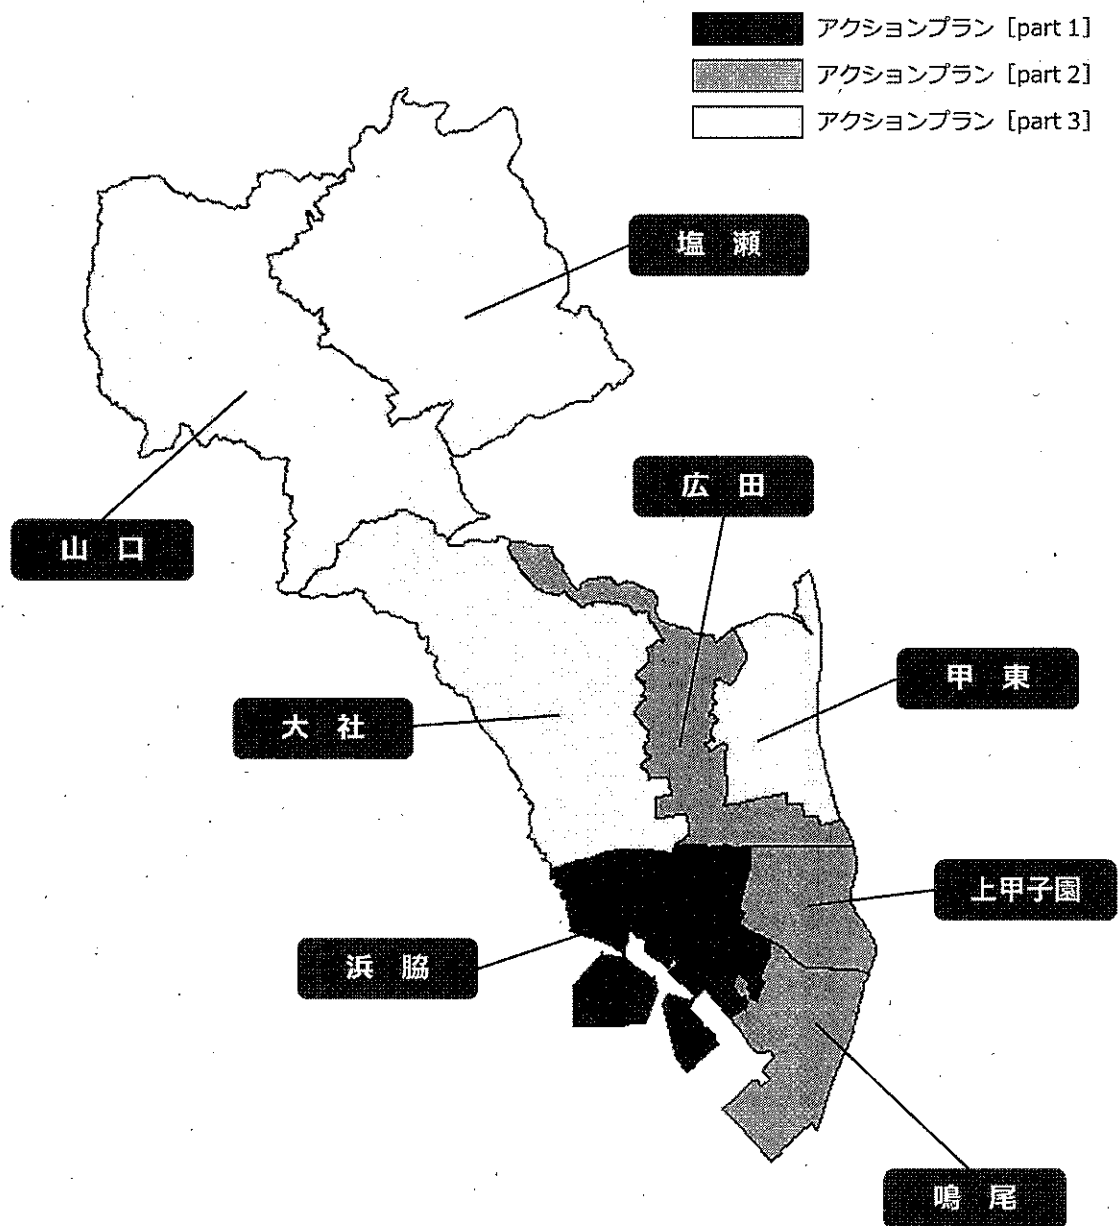 アクションプラン [part 1]
アクションプラン [part 2]
アクションプラン [part 3]
塩 瀬
広 田
山 口
甲 東
大 社
上甲子園
浜 脇
鳴 尾